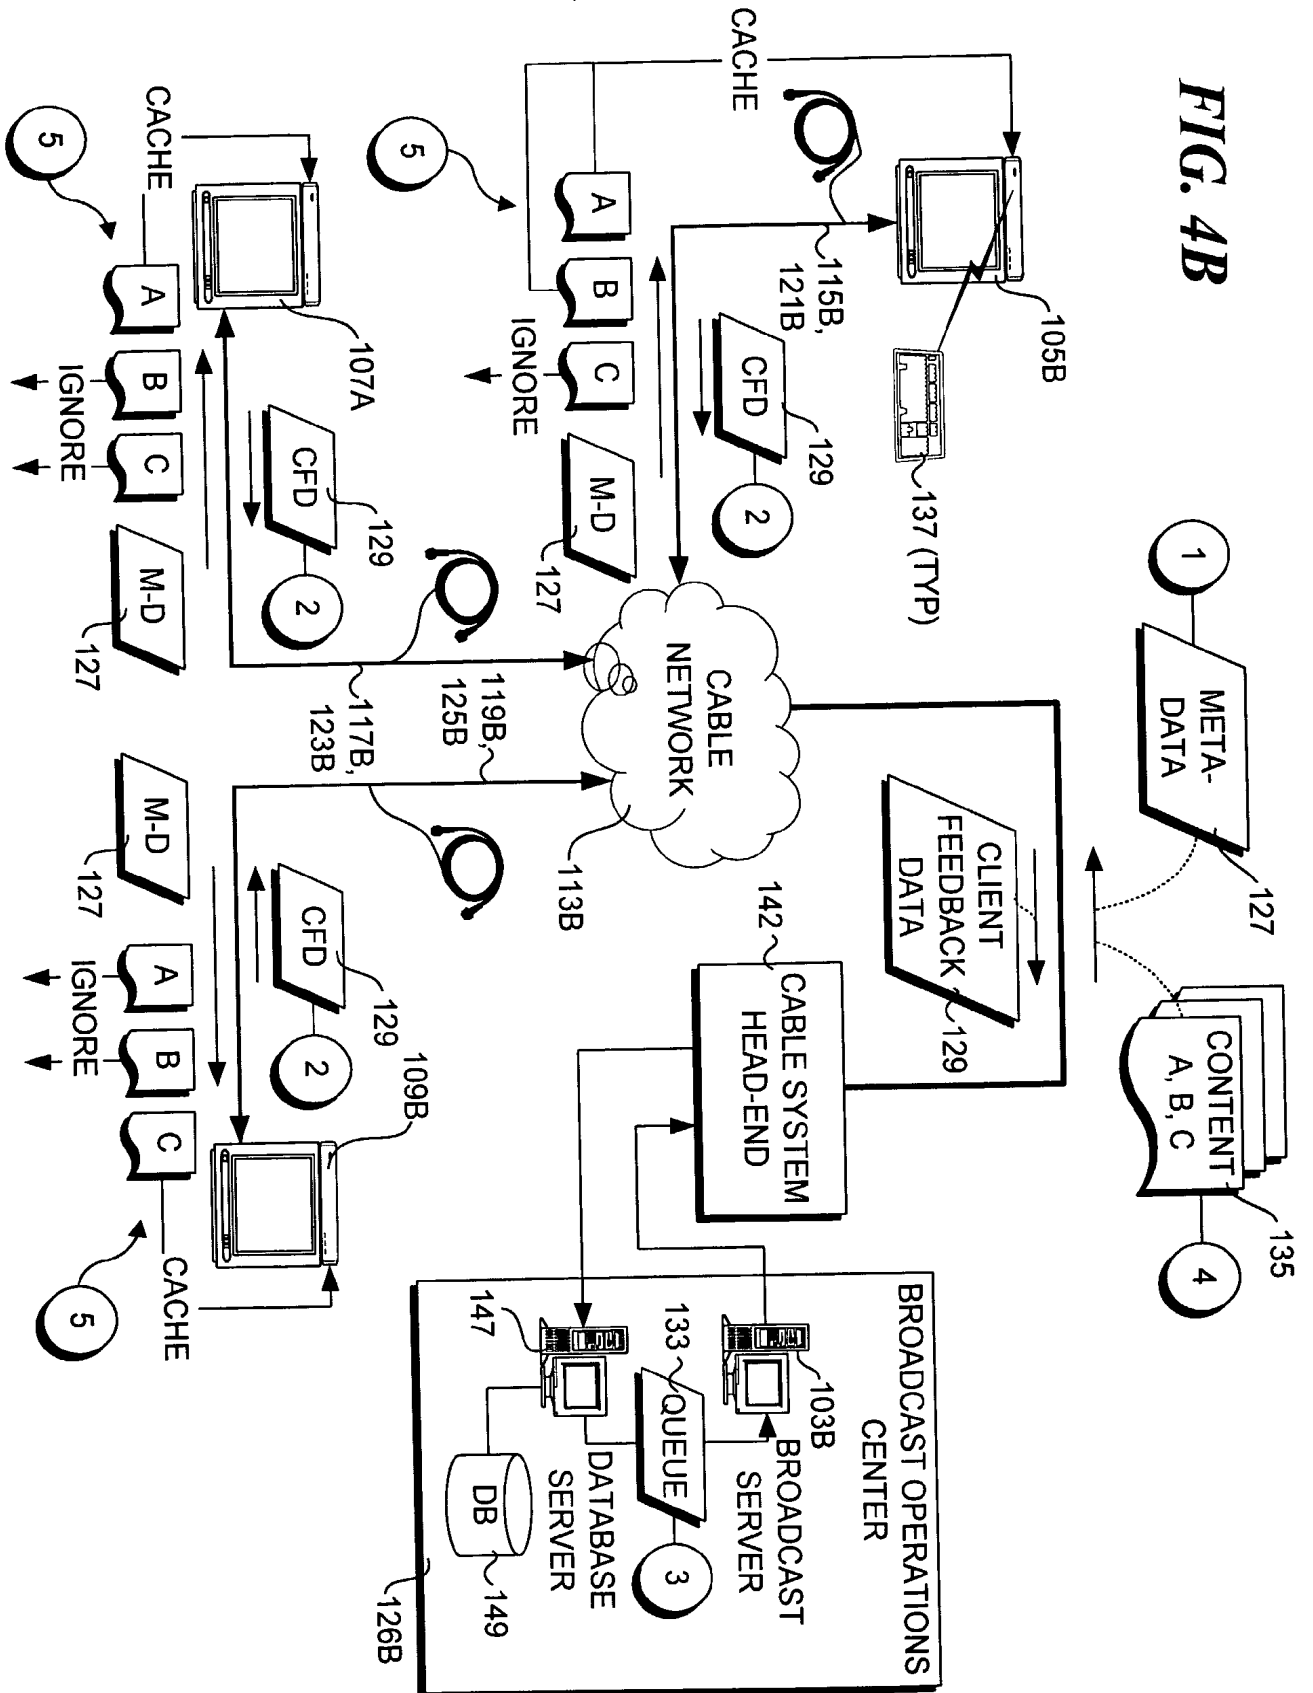 FIG. 4B
1
META-
DATA
127
CONTENT
A, B, C
135
4
CLIENT
FEEDBACK
DATA
129
105B
137 (TYP)
CACHE
115B,
121B
CFD
129
2
5
A
B
C
IGNORE
M-D
127
CABLE
NETWORK
113B
142
CABLE SYSTEM
HEAD-END
BROADCAST OPERATIONS
CENTER
103B
BROADCAST
SERVER
133
QUEUE
3
147
DATABASE
SERVER
DB
149
126B
CACHE
107A
5
A
B
C
IGNORE
CFD
129
2
M-D
127
117B,
123B
119B,
125B
M-D
127
CFD
129
2
109B
A
B
C
IGNORE
CACHE
5